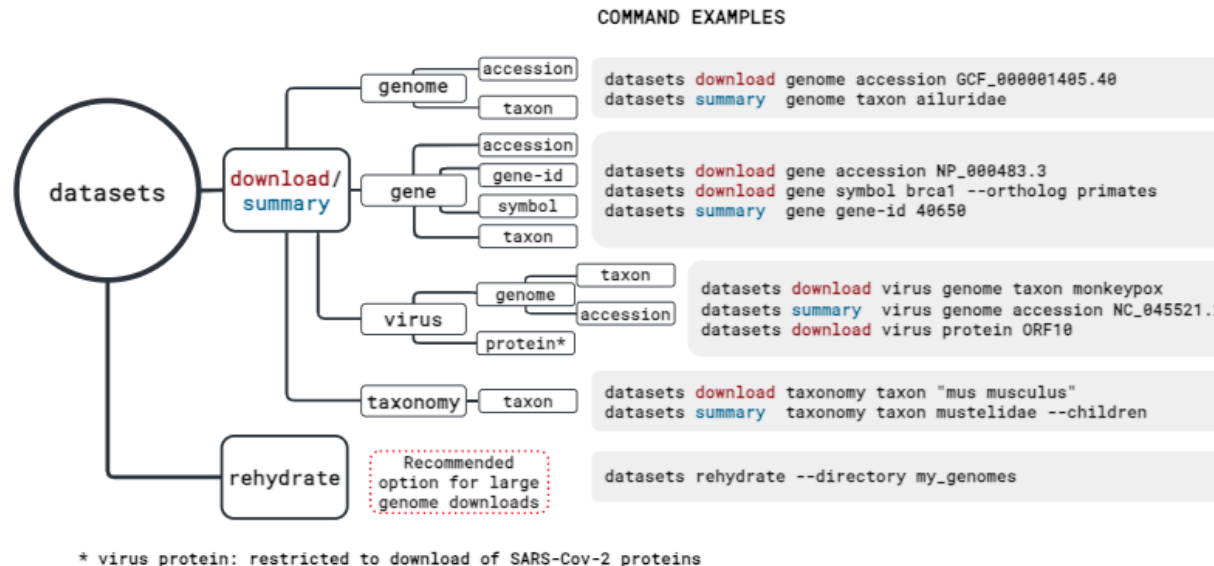 COMMAND EXAMPLES
datasets
download/
summary
genome
accession
taxon
datasets download genome accession GCF_000001405.40
datasets summary genome taxon ailuridae
gene
accession
gene-id
symbol
taxon
datasets download gene accession NP_000483.3
datasets download gene symbol brca1 --ortholog primates
datasets summary gene gene-id 40650
virus
genome
taxon
accession
protein*
datasets download virus genome taxon monkeypox
datasets summary virus genome accession NC_045521.
datasets download virus protein ORF10
taxonomy
taxon
datasets download taxonomy taxon "mus musculus"
datasets summary taxonomy taxon mustelidae --children
rehydrate
Recommended
option for large
genome downloads
datasets rehydrate --directory my_genomes
* virus protein: restricted to download of SARS-Cov-2 proteins